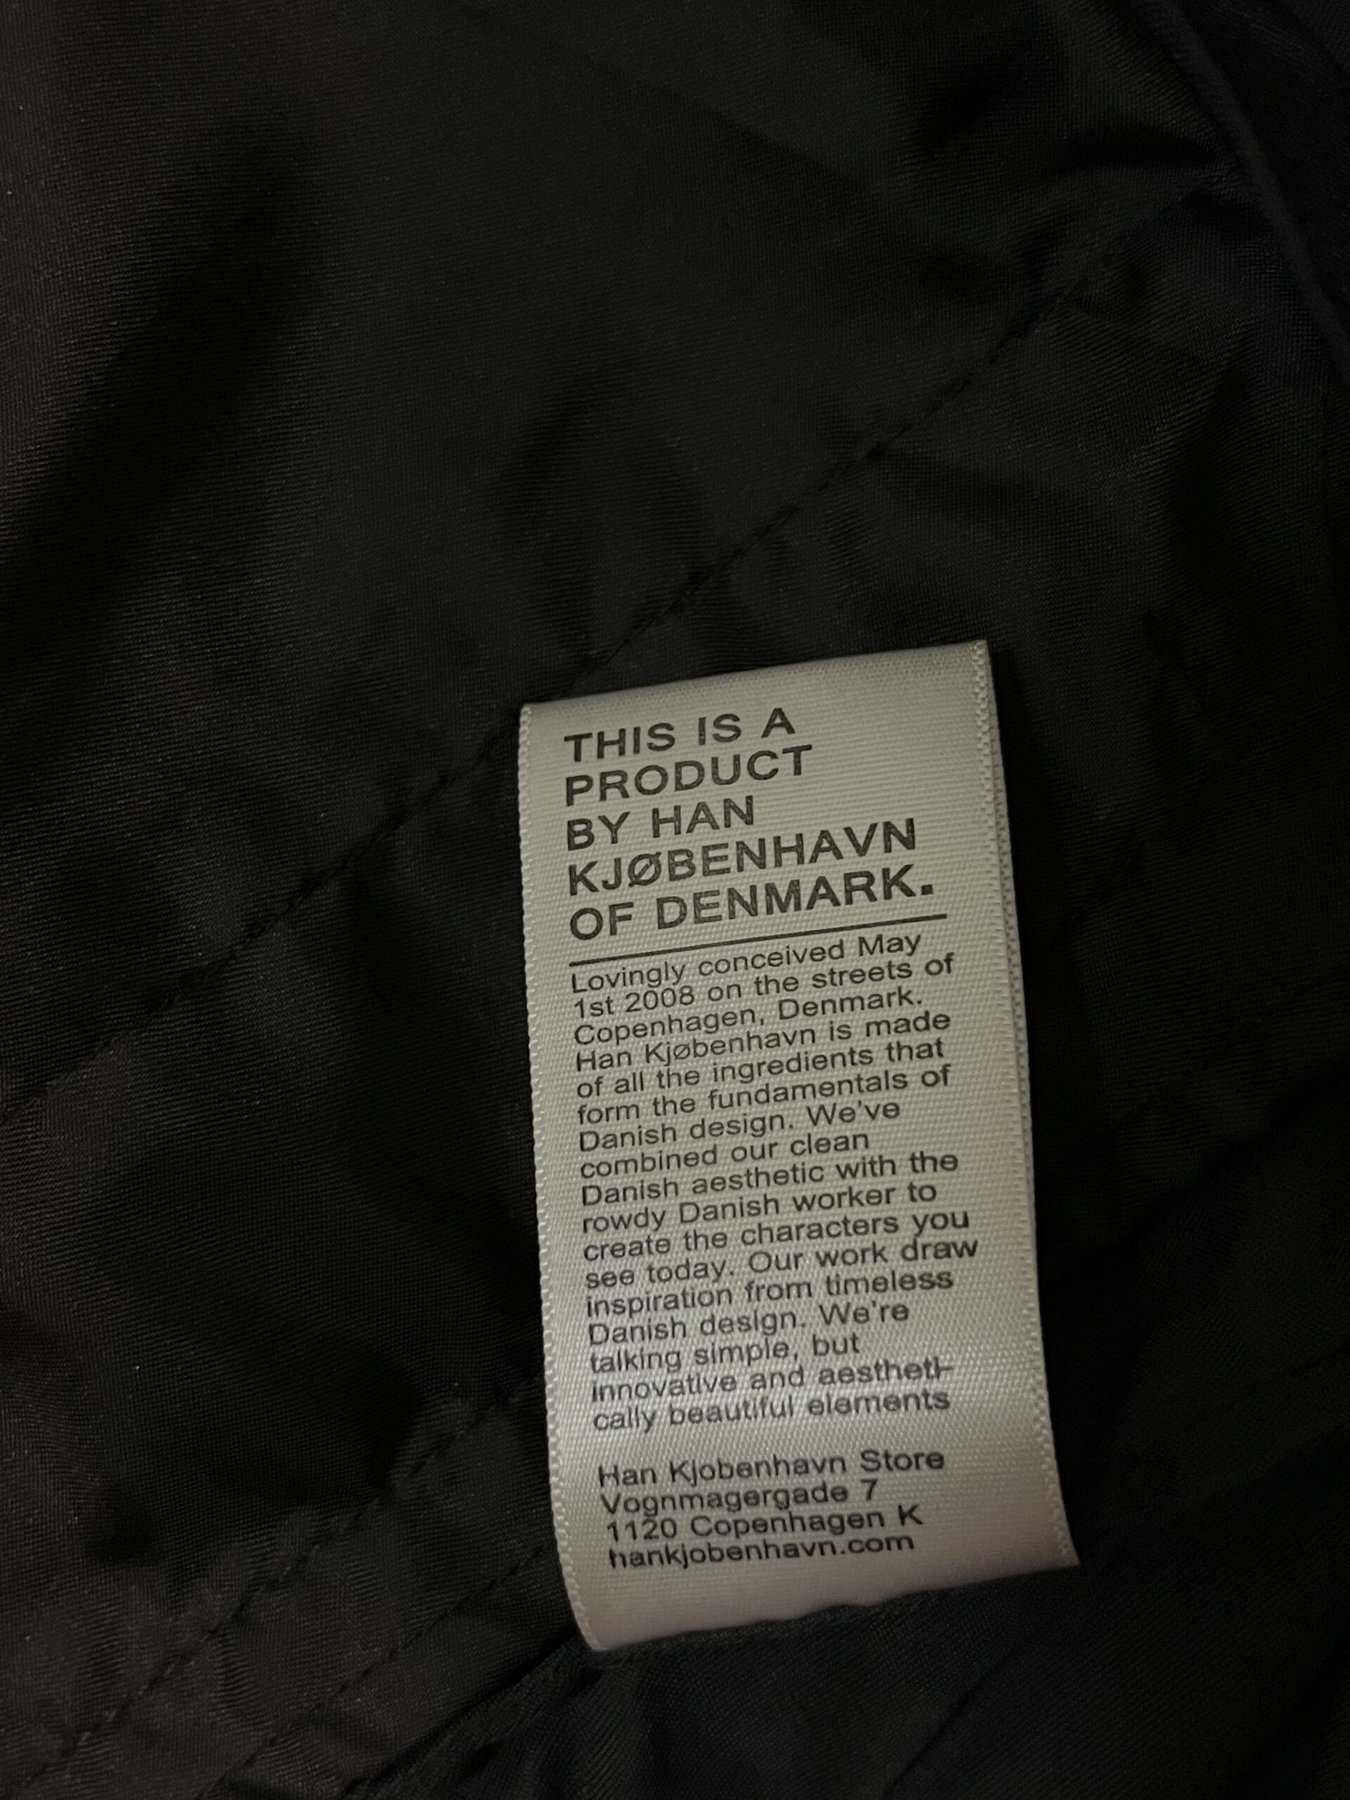 THIS IS A
PRODUCT
BY HAN
KJØBENHAVN
OF DENMARK.
Lovingly conceived May
1st 2008 on the streets of
Copenhagen, Denmark.
Han Kjøbenhavn is made
of all the ingredients that
form the fundamentals of
Danish design. We've
combined our clean
Danish aesthetic with the
rowdy Danish worker to
create the characters you
see today. Our work draw
inspiration from timeless
Danish design. We're
talking simple, but
innovative and aestheti-
cally beautiful elements
Han Kjobenhavn Store
Vognmagergade 7
1120 Copenhagen K
hankjobenhavn.com